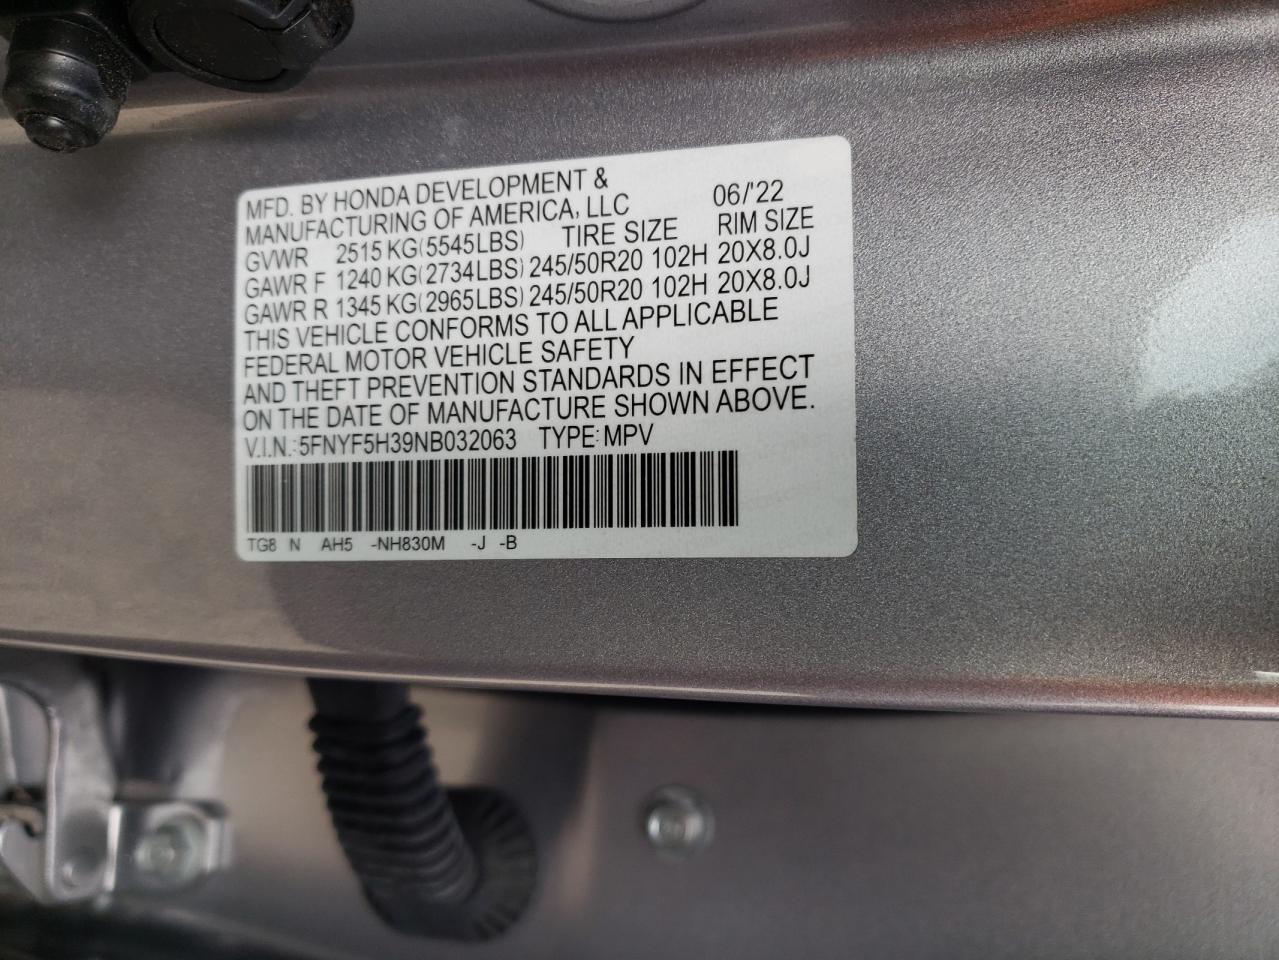 MFD. BY HONDA DEVELOPMENT &
MANUFACTURING OF AMERICA, LLC 06/'22
GVWR 2515 KG(5545LBS) TIRE SIZE RIM SIZE
GAWR F 1240 KG(2734LBS) 245/50R20 102H 20X8.0J
GAWR R 1345 KG(2965LBS) 245/50R20 102H 20X8.0J
THIS VEHICLE CONFORMS TO ALL APPLICABLE
FEDERAL MOTOR VEHICLE SAFETY
AND THEFT PREVENTION STANDARDS IN EFFECT
ON THE DATE OF MANUFACTURE SHOWN ABOVE.
V.I.N.: 5FNYF5H39NB032063 TYPE: MPV
TG8 N AH5 -NH830M -J -B